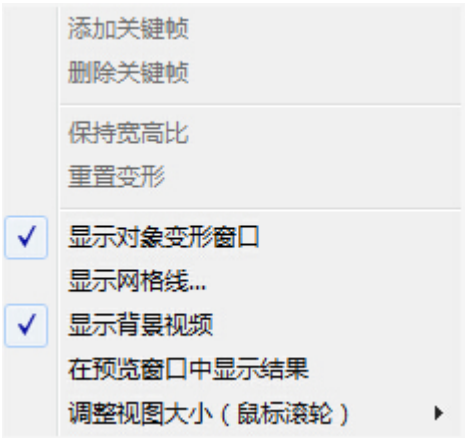 添加关键帧
删除关键帧
保持宽高比
重置变形
显示对象变形窗口
显示网格线...
显示背景视频
在预览窗口中显示结果
调整视图大小（鼠标滚轮）